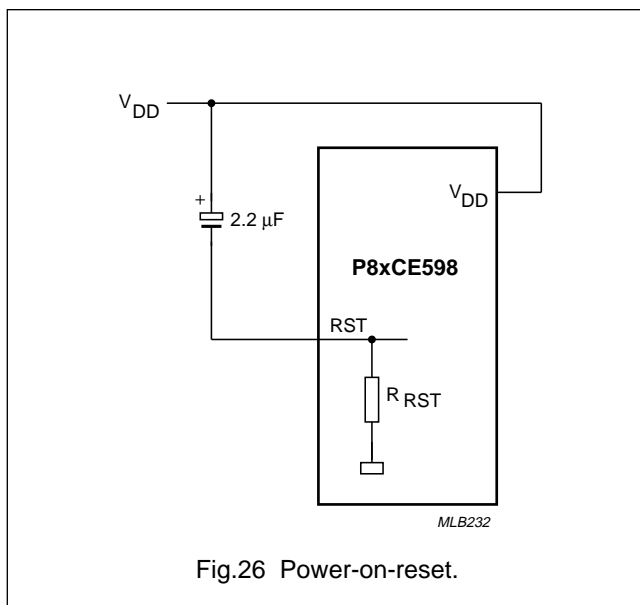 VDD
+
2.2 μF
VDD
P8xCE598
RST
RRST
MLB232
Fig.26 Power-on-reset.